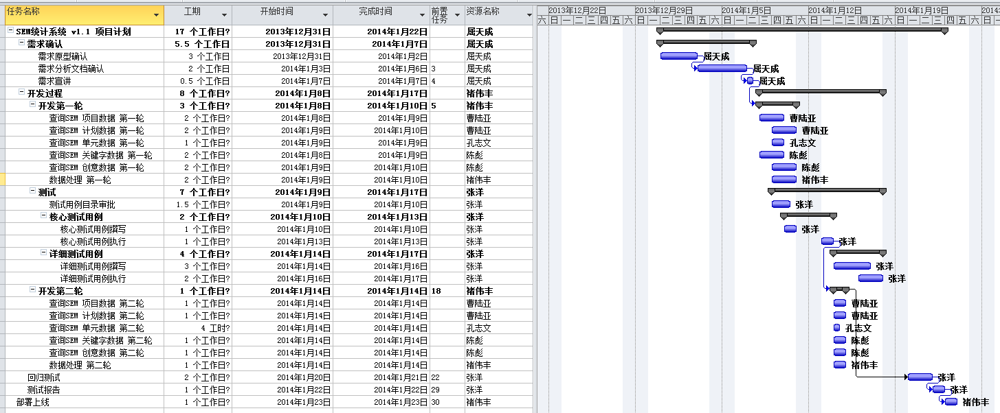 任务名称 工期 开始时间 完成时间 前置任务 资源名称
2013年12月22日 2013年12月29日 2014年1月5日 2014年1月12日 2014年1月19日 2014年
六 日 一 二 三 四 五 六 日 一 二 三 四 五 六 日 一 二 三 四 五 六 日 一 二 三 四 五 六 日 一 二 三 四 五 六 日 一
SEM统计系统 v1.1 项目计划 17 个工作日? 2013年12月31日 2014年1月22日 屈天成
需求确认 5.5 个工作日 2013年12月31日 2014年1月7日 屈天成
需求原型确认 3 个工作日 2013年12月31日 2014年1月2日 屈天成 屈天成
需求分析文档确认 2 个工作日 2014年1月3日 2014年1月6日 3 屈天成 屈天成
需求宣讲 0.5 个工作日 2014年1月7日 2014年1月7日 4 屈天成 屈天成
开发过程 8 个工作日? 2014年1月8日 2014年1月17日 褚伟丰
开发第一轮 3 个工作日? 2014年1月8日 2014年1月10日 5 褚伟丰
查询SEM 项目数据 第一轮 2 个工作日? 2014年1月8日 2014年1月9日 曹陆亚 曹陆亚
查询SEM 计划数据 第一轮 2 个工作日? 2014年1月9日 2014年1月10日 曹陆亚 曹陆亚
查询SEM 单元数据 第一轮 1 个工作日? 2014年1月9日 2014年1月9日 孔志文 孔志文
查询SEM 关键字数据 第一轮 2 个工作日? 2014年1月8日 2014年1月9日 陈彪 陈彪
查询SEM 创意数据 第一轮 2 个工作日? 2014年1月9日 2014年1月10日 陈彪 陈彪
数据处理 第一轮 2 个工作日? 2014年1月9日 2014年1月10日 褚伟丰 褚伟丰
测试 7 个工作日? 2014年1月9日 2014年1月17日 张洋
测试用例目录审批 1.5 个工作日? 2014年1月9日 2014年1月10日 张洋 张洋
核心测试用例 2 个工作日? 2014年1月10日 2014年1月13日 张洋
核心测试用例撰写 1 个工作日? 2014年1月10日 2014年1月10日 张洋 张洋
核心测试用例执行 1 个工作日? 2014年1月13日 2014年1月13日 张洋 张洋
详细测试用例 4 个工作日? 2014年1月14日 2014年1月17日 张洋
详细测试用例撰写 3 个工作日? 2014年1月14日 2014年1月16日 张洋 张洋
详细测试用例执行 2 个工作日? 2014年1月16日 2014年1月17日 张洋 张洋
开发第二轮 1 个工作日? 2014年1月14日 2014年1月14日 18 褚伟丰
查询SEM 项目数据 第二轮 1 个工作日? 2014年1月14日 2014年1月14日 曹陆亚 曹陆亚
查询SEM 计划数据 第二轮 1 个工作日? 2014年1月14日 2014年1月14日 曹陆亚 曹陆亚
查询SEM 单元数据 第二轮 4 工时? 2014年1月14日 2014年1月14日 孔志文 孔志文
查询SEM 关键字数据 第二轮 1 个工作日? 2014年1月14日 2014年1月14日 陈彪 陈彪
查询SEM 创意数据 第二轮 1 个工作日? 2014年1月14日 2014年1月14日 陈彪 陈彪
数据处理 第二轮 1 个工作日? 2014年1月14日 2014年1月14日 褚伟丰 褚伟丰
回归测试 2 个工作日? 2014年1月20日 2014年1月21日 22 张洋 张洋
测试报告 1 个工作日? 2014年1月22日 2014年1月22日 29 张洋 张洋
部署上线 1 个工作日? 2014年1月23日 2014年1月23日 30 褚伟丰 褚伟丰